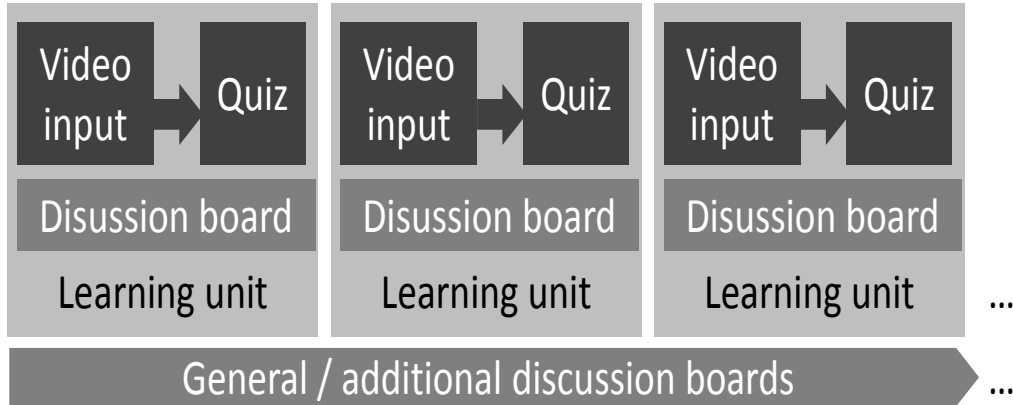 Video
input
Quiz
Disussion board
Learning unit
Video
input
Quiz
Disussion board
Learning unit
Video
input
Quiz
Disussion board
Learning unit
...
General / additional discussion boards
...